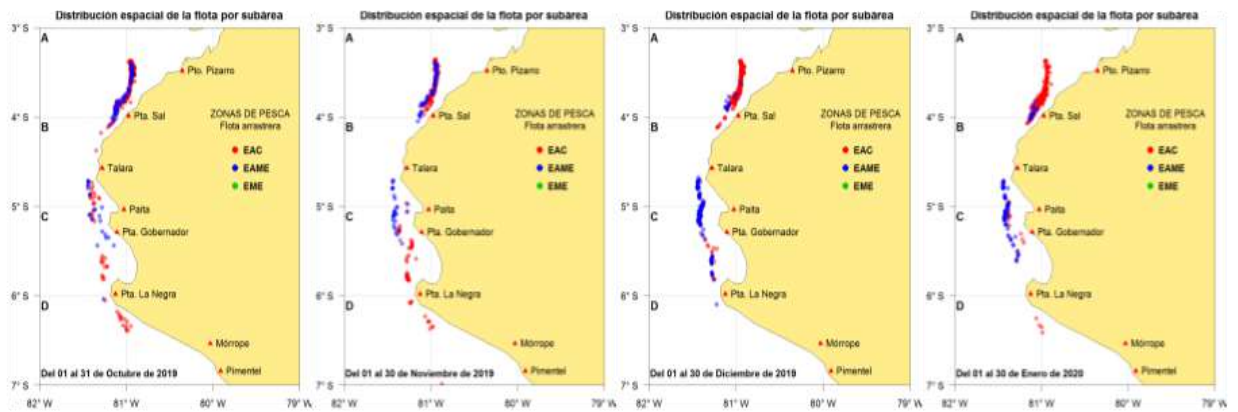 Distribución espacial de la flota por subárea
3° S
A
Pto. Pizarro
4° S
Pta. Sal
B
ZONAS DE PESCA
Flota arrastrera
EAC
Talara
EAME
EME
5° S
C
Paita
Pta. Gobernador
6° S
D
Pta. La Negra
Mórrope
Pimentel
Del 01 al 31 de Octubre de 2019
7° S
82° W
81° W
80° W
79° W
Distribución espacial de la flota por subárea
3° S
A
Pto. Pizarro
4° S
Pta. Sal
B
ZONAS DE PESCA
Flota arrastrera
EAC
Talara
EAME
EME
5° S
C
Paita
Pta. Gobernador
6° S
D
Pta. La Negra
Mórrope
Pimentel
Del 01 al 30 de Noviembre de 2019
7° S
82° W
81° W
80° W
79° W
Distribución espacial de la flota por subárea
3° S
A
Pto. Pizarro
4° S
Pta. Sal
B
ZONAS DE PESCA
Flota arrastrera
EAC
Talara
EAME
EME
5° S
C
Paita
Pta. Gobernador
6° S
D
Pta. La Negra
Mórrope
Pimentel
Del 01 al 30 de Diciembre de 2019
7° S
82° W
81° W
80° W
79° W
Distribución espacial de la flota por subárea
3° S
A
Pto. Pizarro
4° S
Pta. Sal
B
ZONAS DE PESCA
Flota arrastrera
EAC
Talara
EAME
EME
5° S
C
Paita
Pta. Gobernador
6° S
D
Pta. La Negra
Mórrope
Pimentel
Del 01 al 30 de Enero de 2020
7° S
82° W
81° W
80° W
79° W